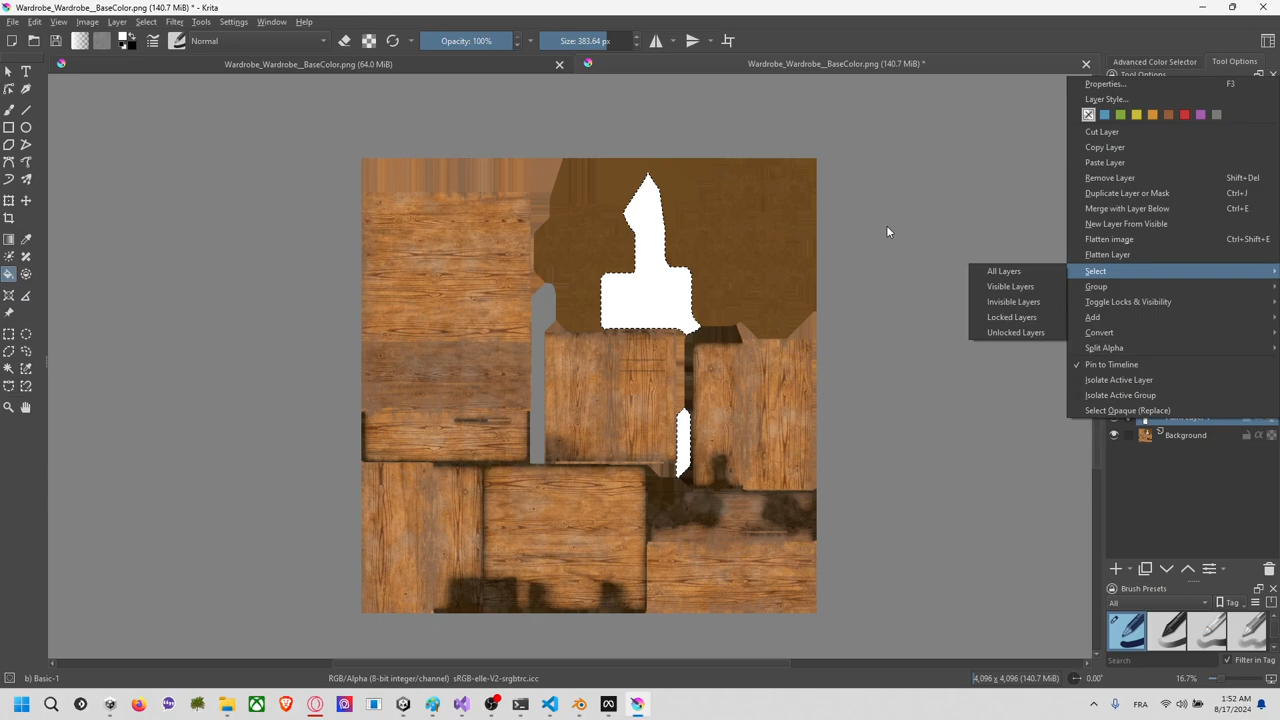 Wardrobe_Wardrobe__BaseColor.png (140.7 MiB) * - Krita
File Edit View Image Layer Select Filter Tools Settings Window Help
Normal Opacity: 100% Size: 383.64 px
Wardrobe_Wardrobe__BaseColor.png (64.0 MiB) Wardrobe_Wardrobe__BaseColor.png (140.7 MiB) * Advanced Color Selector Tool Options
Tool Options
Properties... F3
Layer Style...
Cut Layer
Copy Layer
Paste Layer
Remove Layer Shift+Del
Duplicate Layer or Mask Ctrl+J
Merge with Layer Below Ctrl+E
New Layer From Visible
Flatten image Ctrl+Shift+E
Flatten Layer
All Layers Select
Visible Layers Group
Invisible Layers Toggle Locks & Visibility
Locked Layers Add
Unlocked Layers Convert
Split Alpha
Pin to Timeline
Isolate Active Layer
Isolate Active Group
Select Opaque (Replace)
Background
Brush Presets
All Tag
Search Filter in Tag
b) Basic-1 RGB/Alpha (8-bit integer/channel) sRGB-elle-V2-srgbtrc.icc 4,096 x 4,096 (140.7 MiB) 0.00° 16.7%
FRA 1:52 AM
8/17/2024